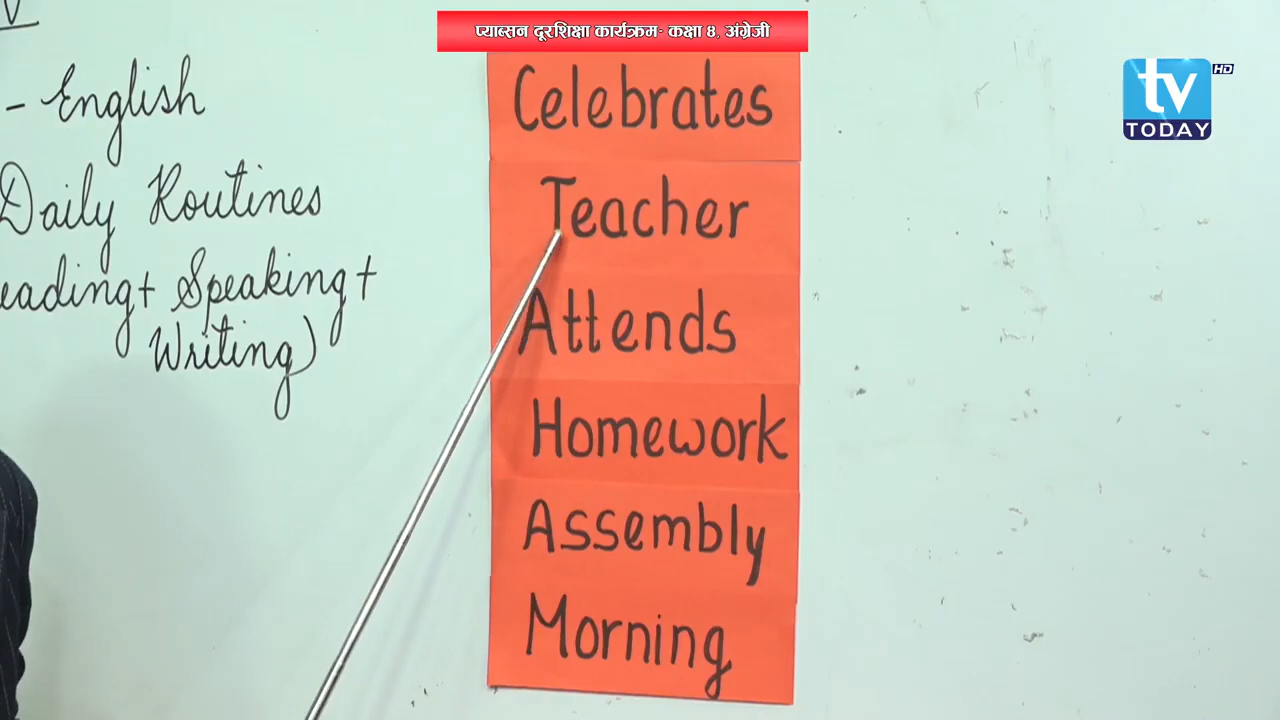 प्याब्सन दूरशिक्षा कार्यक्रम- कक्षा ४, अंग्रेजी
tv
HD
TODAY
- English
Daily Routines
eading+ Speaking+
Writing)
Celebrates
Teacher
Attends
Homework
Assembly
Morning